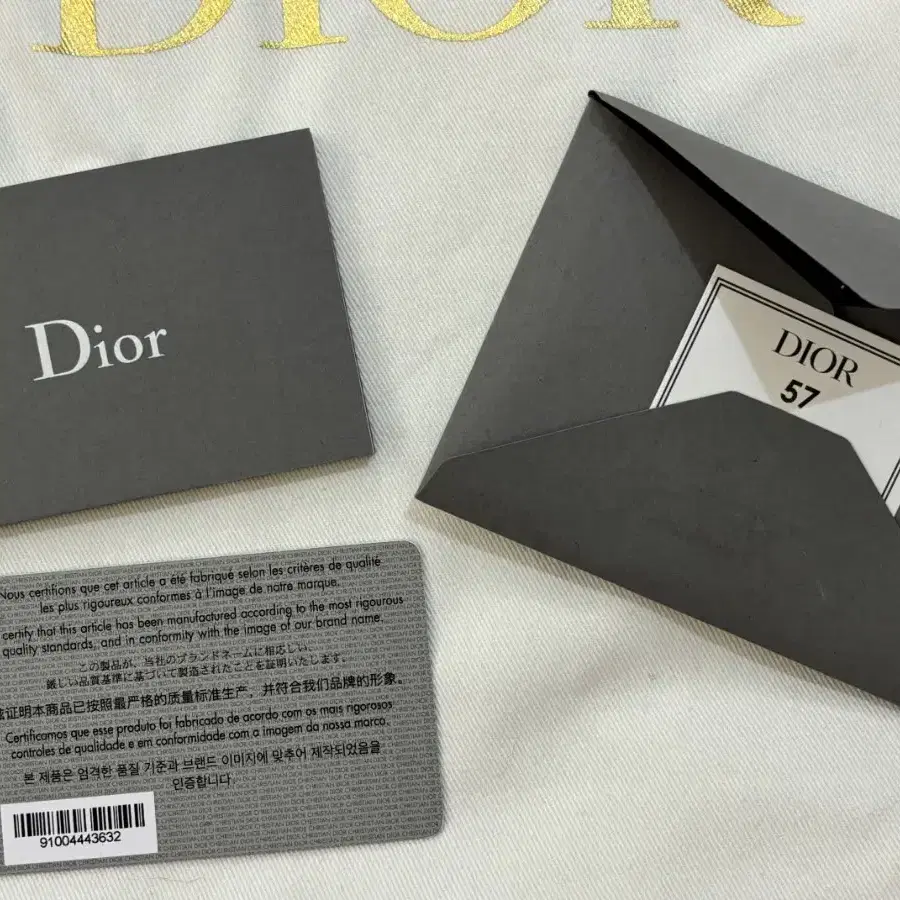 DIOR
Dior
DIOR
57
Nous certifions que cet article a été fabriqué selon les critères de qualité
les plus rigoureux conformes à l'image de notre marque.
certify that this article has been manufactured according to the most rigourous
quality standards, and in conformity with the image of our brand name.
この製品が、当社のブランドネームに相応しい、
厳しい品質基準に基づいて製造されたことを証明いたします。
兹证明本商品已按照最严格的质量标准生产，并符合我们品牌的形象。
Certificamos que esse produto foi fabricado de acordo com os mais rigorosos
controles de qualidade e em conformidade com a imagem da nossa marca.
본 제품은 엄격한 품질 기준과 브랜드 이미지에 맞추어 제작되었음을
인증합니다.
91004443632